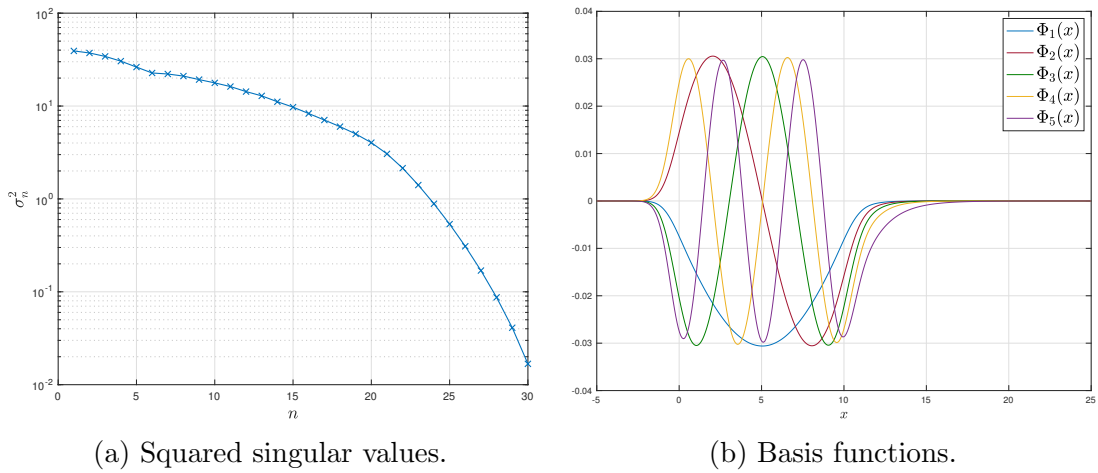 10^2
10^1
10^0
10^{-1}
10^{-2}
σ_n^2
0 5 10 15 20 25 30
n
(a) Squared singular values.
0.04
0.03
0.02
0.01
0
-0.01
-0.02
-0.03
-0.04
Φ_1(x)
Φ_2(x)
Φ_3(x)
Φ_4(x)
Φ_5(x)
-5 0 5 10 15 20 25
x
(b) Basis functions.